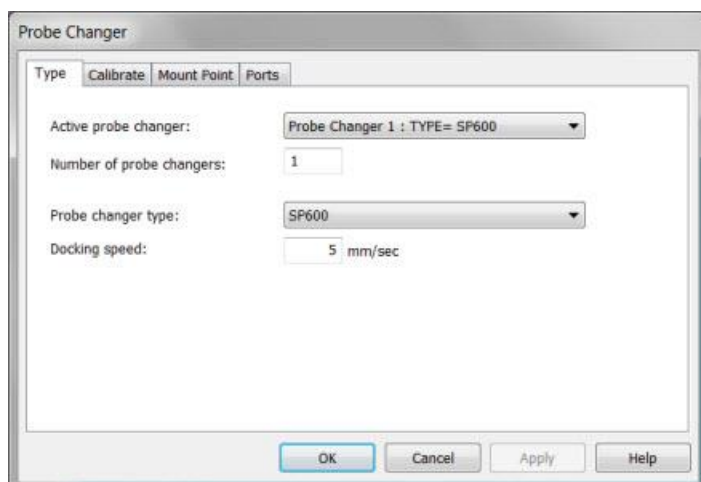 Probe Changer
Type Calibrate Mount Point Ports
Active probe changer: Probe Changer 1 : TYPE= SP600
Number of probe changers: 1
Probe changer type: SP600
Docking speed: 5 mm/sec
OK Cancel Apply Help